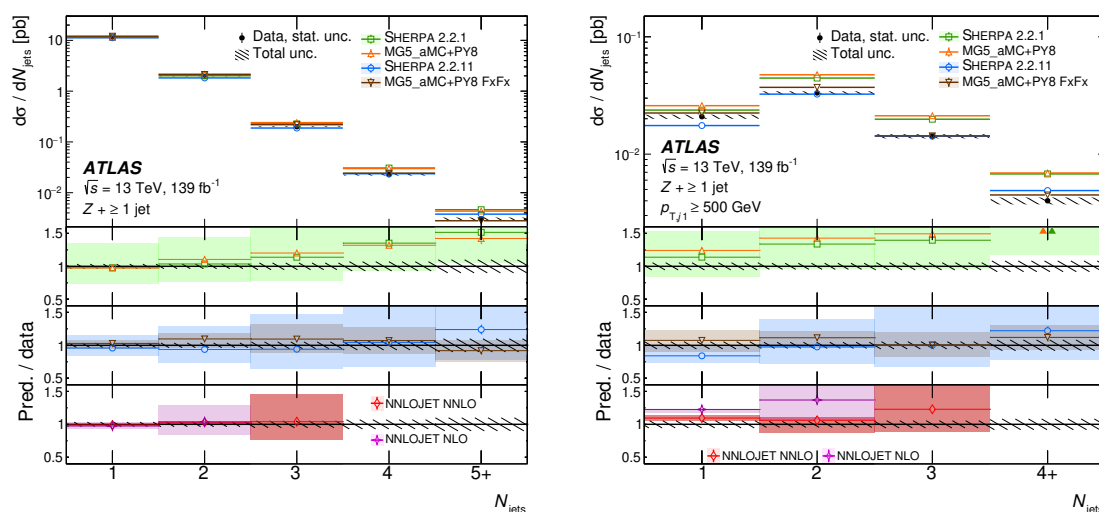 dσ / dN_jets [pb]
10
1
10⁻¹
10⁻²
Data, stat. unc.
Total unc.
SHERPA 2.2.1
MG5_aMC+PY8
SHERPA 2.2.11
MG5_aMC+PY8 FxFx
ATLAS
√s = 13 TeV, 139 fb⁻¹
Z + ≥ 1 jet
Pred. / data
1.5
1
0.5
1.5
1
0.5
1.5
1
0.5
NNLOJET NNLO
NNLOJET NLO
1 2 3 4 5+
N_jets
dσ / dN_jets [pb]
10⁻¹
10⁻²
Data, stat. unc.
Total unc.
SHERPA 2.2.1
MG5_aMC+PY8
SHERPA 2.2.11
MG5_aMC+PY8 FxFx
ATLAS
√s = 13 TeV, 139 fb⁻¹
Z + ≥ 1 jet
p_T,j1 ≥ 500 GeV
Pred. / data
1.5
1
0.5
1.5
1
0.5
1.5
1
0.5
NNLOJET NNLO NNLOJET NLO
1 2 3 4+
N_jets